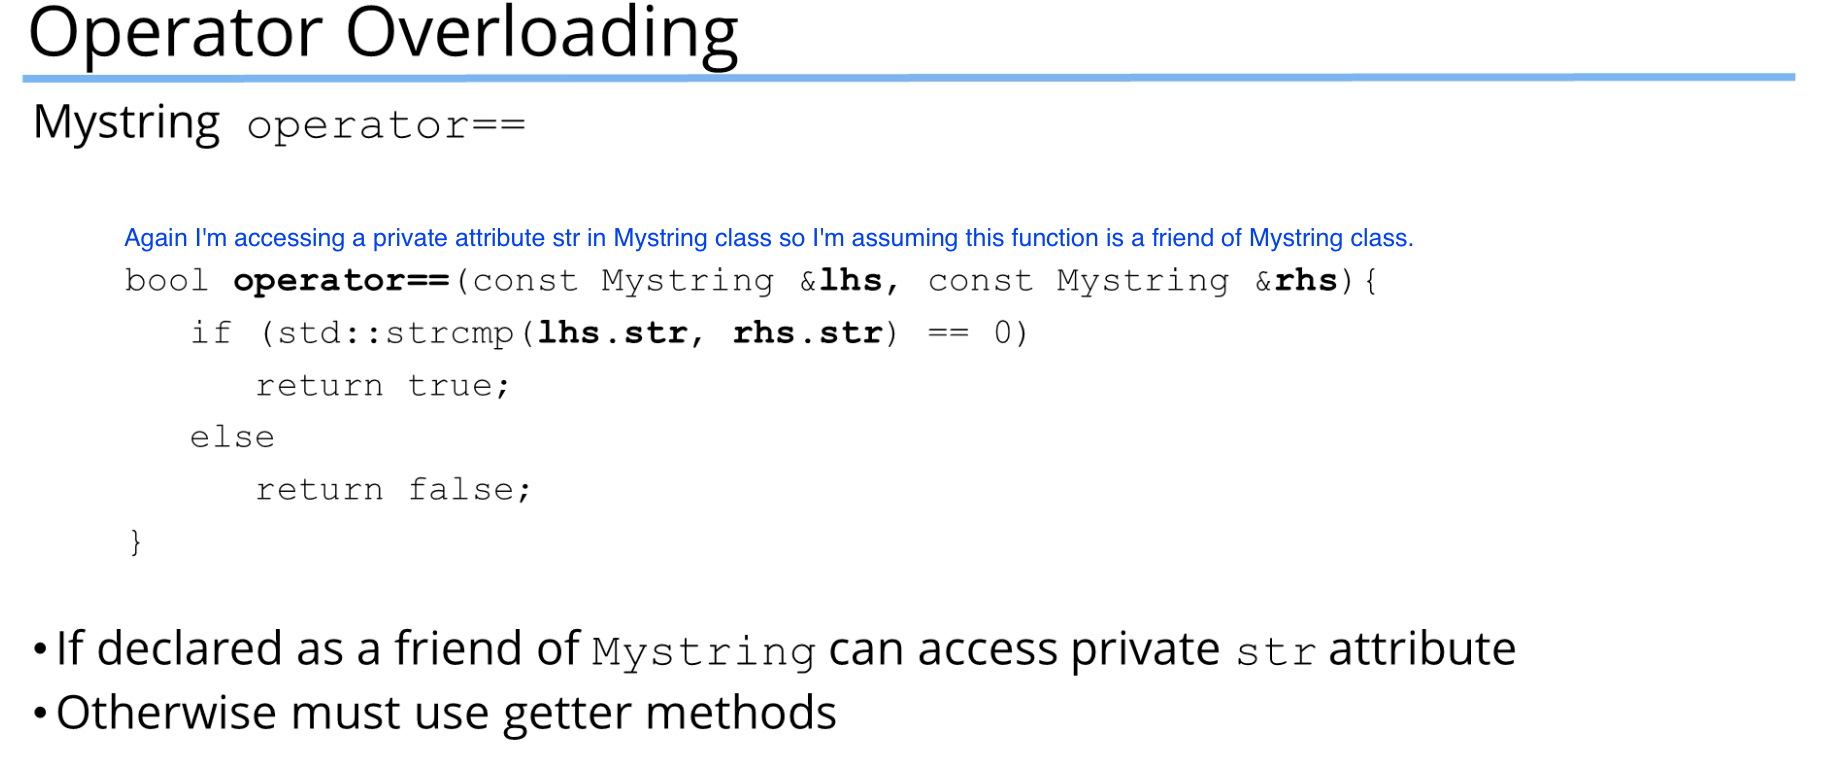 Operator Overloading
Mystring operator==
Again I'm accessing a private attribute str in Mystring class so I'm assuming this function is a friend of Mystring class.
bool operator==(const Mystring &lhs, const Mystring &rhs){
if (std::strcmp(lhs.str, rhs.str) == 0)
return true;
else
return false;
}
• If declared as a friend of Mystring can access private str attribute
• Otherwise must use getter methods